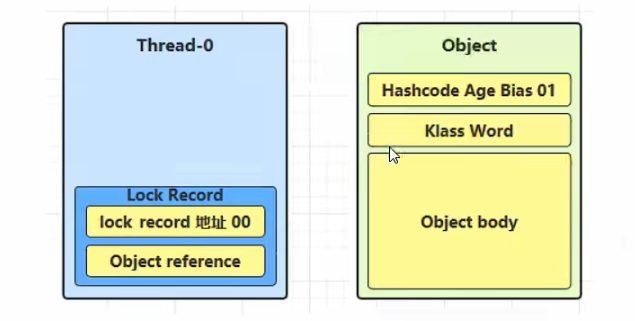 Thread-0
Lock Record
lock record 地址 00
Object reference
Object
Hashcode Age Bias 01
Klass Word
Object body